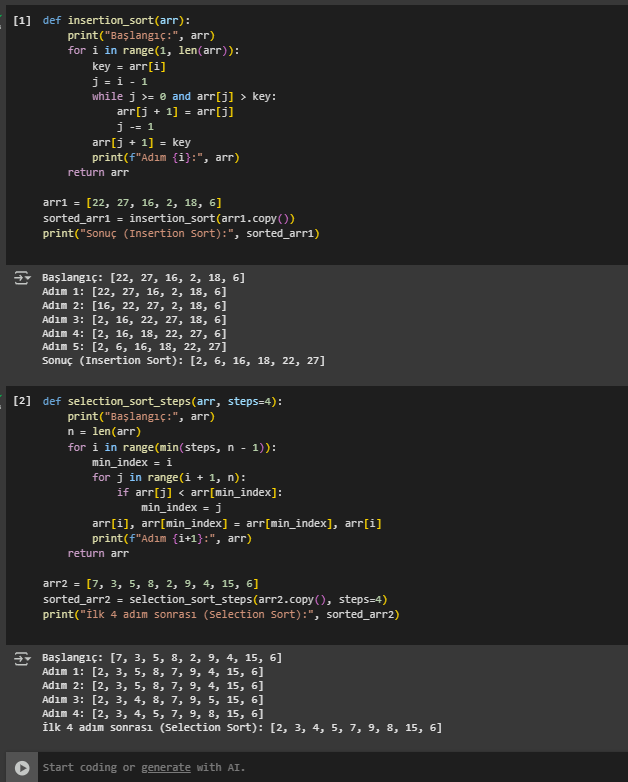 [1] def insertion_sort(arr):
print("Başlangıç:", arr)
for i in range(1, len(arr)):
key = arr[i]
j = i - 1
while j >= 0 and arr[j] > key:
arr[j + 1] = arr[j]
j -= 1
arr[j + 1] = key
print(f"Adım {i}:", arr)
return arr
arr1 = [22, 27, 16, 2, 18, 6]
sorted_arr1 = insertion_sort(arr1.copy())
print("Sonuç (Insertion Sort):", sorted_arr1)
Başlangıç: [22, 27, 16, 2, 18, 6]
Adım 1: [22, 27, 16, 2, 18, 6]
Adım 2: [16, 22, 27, 2, 18, 6]
Adım 3: [2, 16, 22, 27, 18, 6]
Adım 4: [2, 16, 18, 22, 27, 6]
Adım 5: [2, 6, 16, 18, 22, 27]
Sonuç (Insertion Sort): [2, 6, 16, 18, 22, 27]
[2] def selection_sort_steps(arr, steps=4):
print("Başlangıç:", arr)
n = len(arr)
for i in range(min(steps, n - 1)):
min_index = i
for j in range(i + 1, n):
if arr[j] < arr[min_index]:
min_index = j
arr[i], arr[min_index] = arr[min_index], arr[i]
print(f"Adım {i+1}:", arr)
return arr
arr2 = [7, 3, 5, 8, 2, 9, 4, 15, 6]
sorted_arr2 = selection_sort_steps(arr2.copy(), steps=4)
print("İlk 4 adım sonrası (Selection Sort):", sorted_arr2)
Başlangıç: [7, 3, 5, 8, 2, 9, 4, 15, 6]
Adım 1: [2, 3, 5, 8, 7, 9, 4, 15, 6]
Adım 2: [2, 3, 5, 8, 7, 9, 4, 15, 6]
Adım 3: [2, 3, 4, 8, 7, 9, 5, 15, 6]
Adım 4: [2, 3, 4, 5, 7, 9, 8, 15, 6]
İlk 4 adım sonrası (Selection Sort): [2, 3, 4, 5, 7, 9, 8, 15, 6]
Start coding or generate with AI.